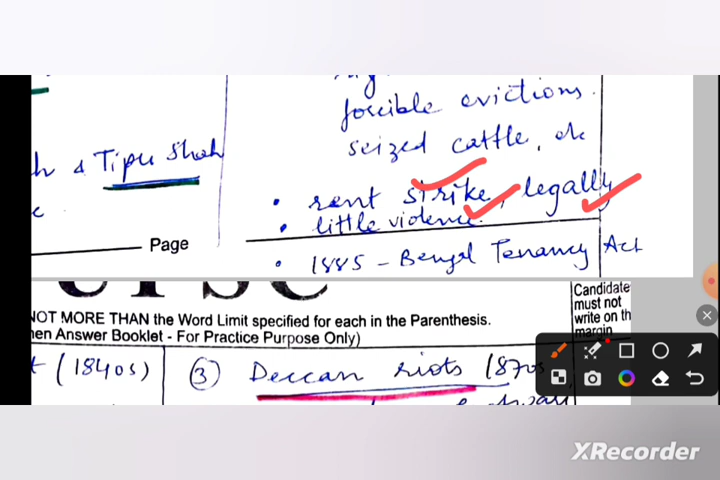 forcible evictions.
seized cattle, etc
h & Tipu Shah
• rent strike, legally
• little violence.
Page
• 1885 - Bengal Tenancy Act
UPSC
NOT MORE THAN the Word Limit specified for each in the Parenthesis.
hen Answer Booklet - For Practice Purpose Only)
Candidate
must not
write on th
margin
t (1840s)
③ Deccan riots 1870s
XRecorder